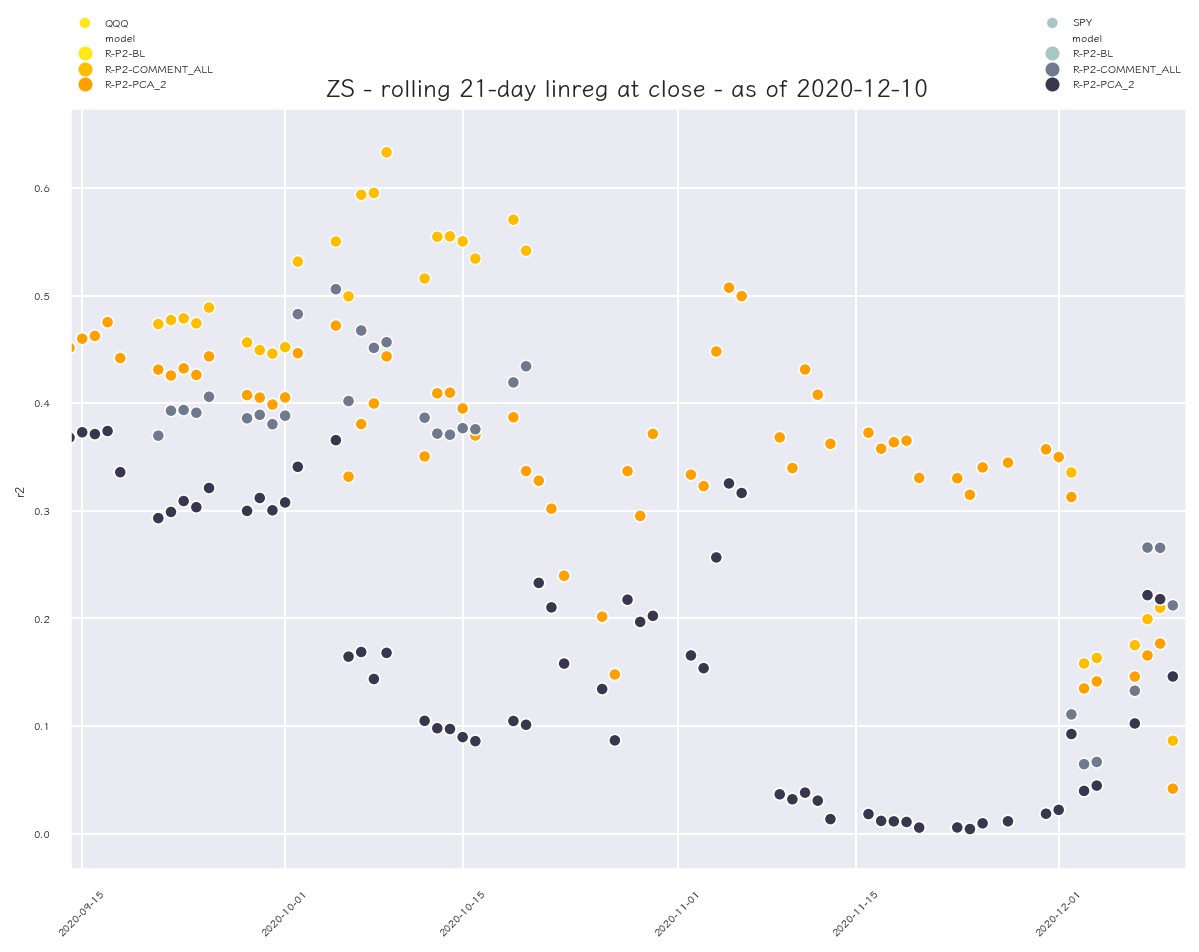 QQQ
model
R-P2-BL
R-P2-COMMENT_ALL
R-P2-PCA_2
SPY
model
R-P2-BL
R-P2-COMMENT_ALL
R-P2-PCA_2
ZS - rolling 21-day linreg at close - as of 2020-12-10
r2
0.6
0.5
0.4
0.3
0.2
0.1
0.0
2020-09-15
2020-10-01
2020-10-15
2020-11-01
2020-11-15
2020-12-01